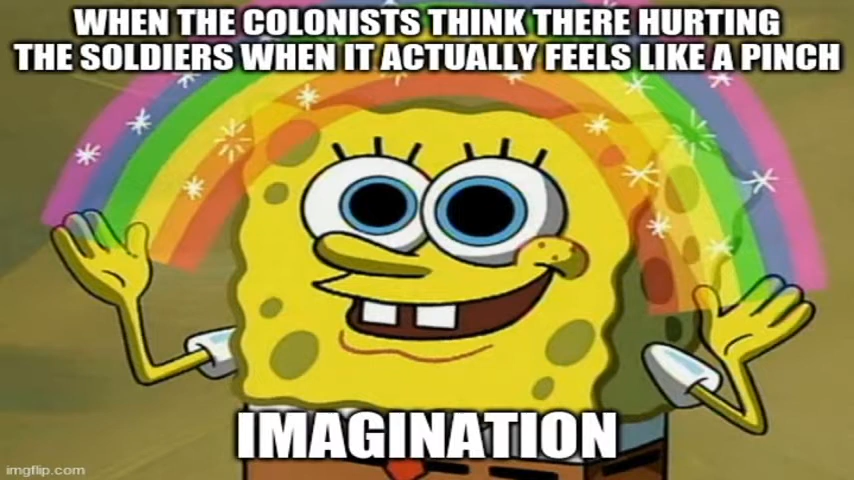 WHEN THE COLONISTS THINK THERE HURTING
THE SOLDIERS WHEN IT ACTUALLY FEELS LIKE A PINCH
IMAGINATION
imgflip.com